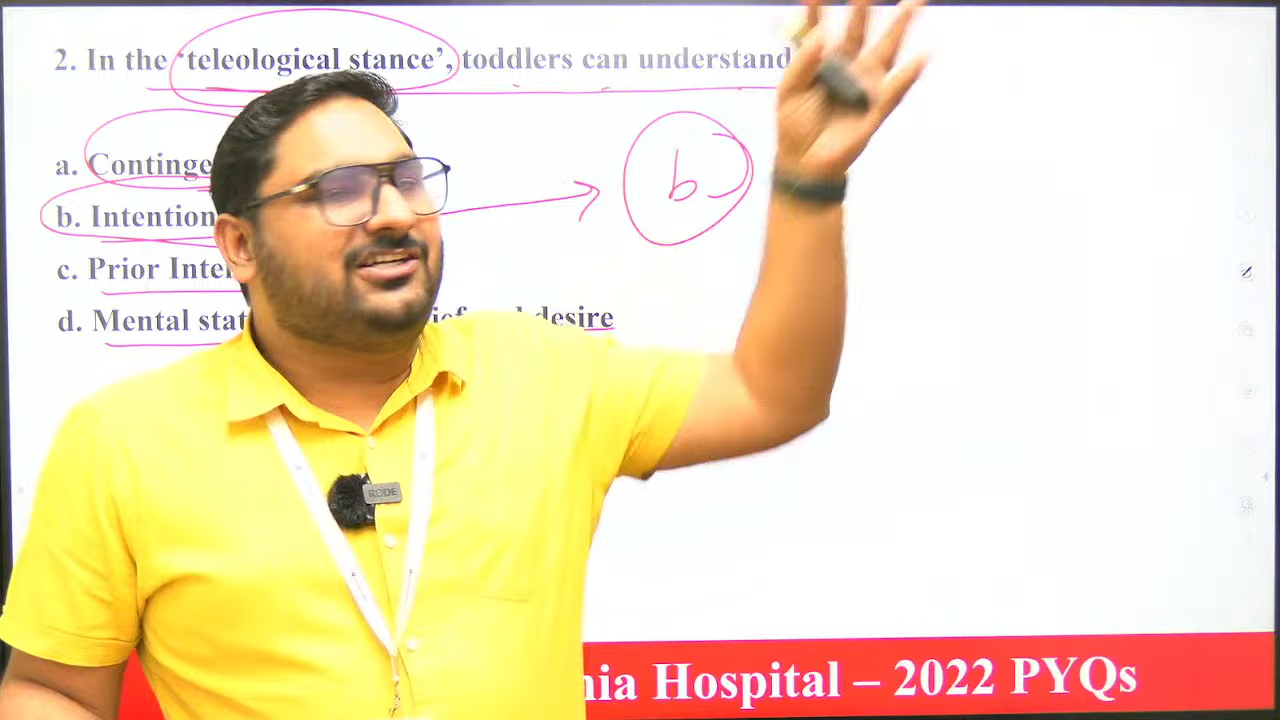 2. In the ‘teleological stance’, toddlers can understand
a. Continge
b. Intention
c. Prior Inte
d. Mental stat desire
b
RODE
Hospital – 2022 PYQs